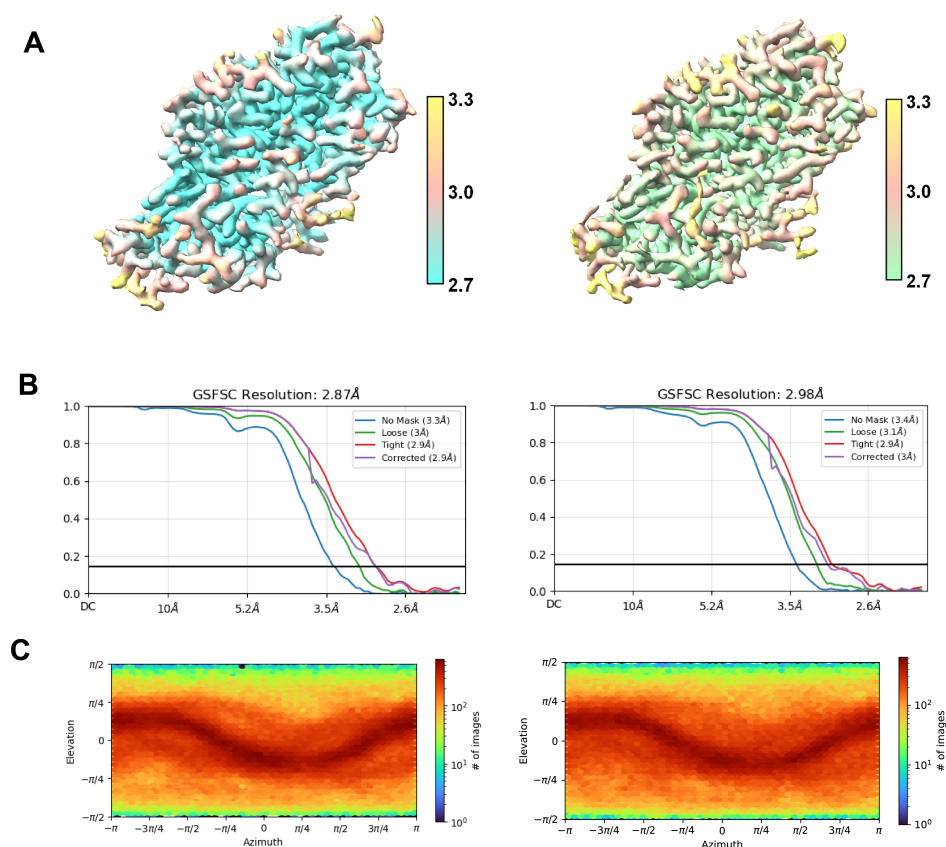 A
3.3
3.0
2.7
3.3
3.0
2.7
B
GSFSC Resolution: 2.87Å
1.0
0.8
0.6
0.4
0.2
0.0
DC
10Å
5.2Å
3.5Å
2.6Å
No Mask (3.3Å)
Loose (3Å)
Tight (2.9Å)
Corrected (2.9Å)
GSFSC Resolution: 2.98Å
1.0
0.8
0.6
0.4
0.2
0.0
DC
10Å
5.2Å
3.5Å
2.6Å
No Mask (3.4Å)
Loose (3.1Å)
Tight (2.9Å)
Corrected (3Å)
C
Elevation
π/2
π/4
0
−π/4
−π/2
−π
−3π/4
−π/2
−π/4
0
π/4
π/2
3π/4
π
Azimuth
10²
10¹
10⁰
# of images
Elevation
π/2
π/4
0
−π/4
−π/2
−π
−3π/4
−π/2
−π/4
0
π/4
π/2
3π/4
π
Azimuth
10²
10¹
10⁰
# of images